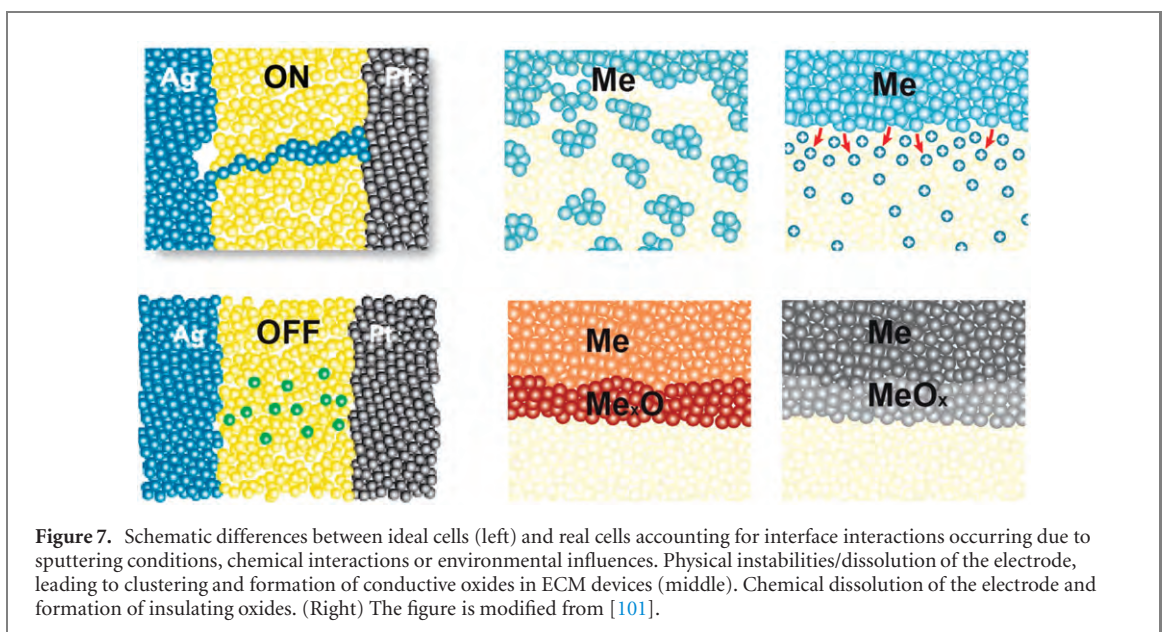 Ag ON Pt
Me
Me
Ag OFF Pt
Me
MexO
Me
MeOx
Figure 7. Schematic differences between ideal cells (left) and real cells accounting for interface interactions occurring due to
sputtering conditions, chemical interactions or environmental influences. Physical instabilities/dissolution of the electrode,
leading to clustering and formation of conductive oxides in ECM devices (middle). Chemical dissolution of the electrode and
formation of insulating oxides. (Right) The figure is modified from [101].